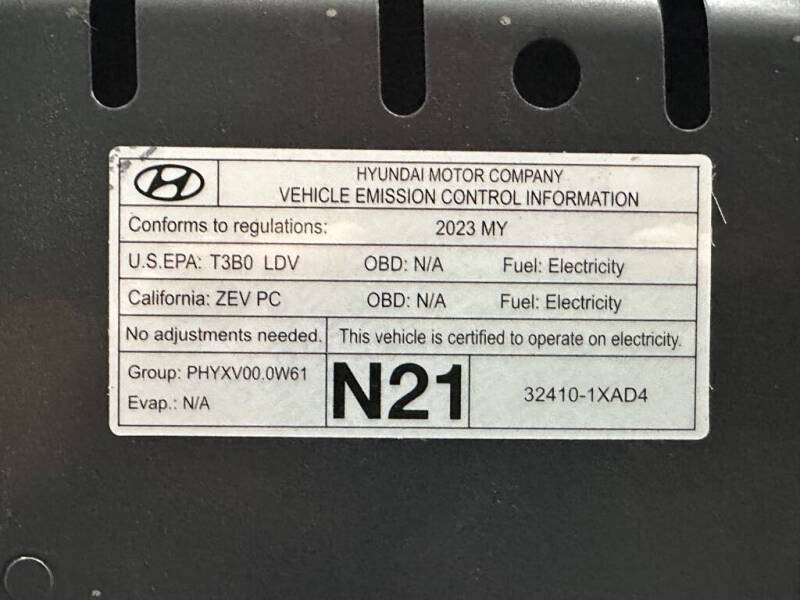 HYUNDAI MOTOR COMPANY
VEHICLE EMISSION CONTROL INFORMATION
Conforms to regulations: 2023 MY
U.S.EPA: T3B0 LDV OBD: N/A Fuel: Electricity
California: ZEV PC OBD: N/A Fuel: Electricity
No adjustments needed. This vehicle is certified to operate on electricity.
Group: PHYXV00.0W61
Evap.: N/A
N21
32410-1XAD4